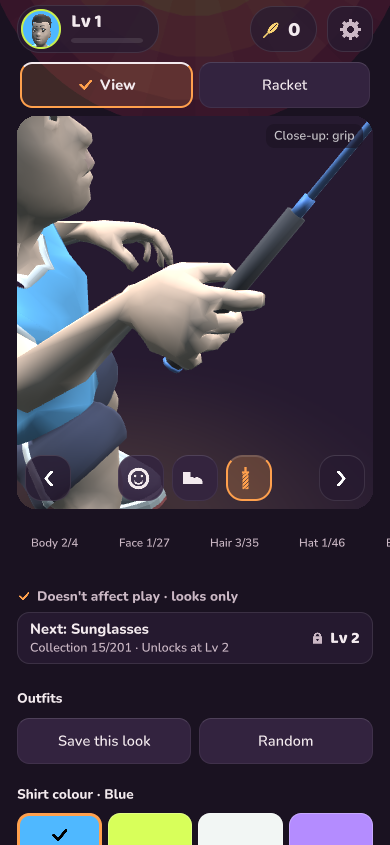 Lv 1
0
View
Racket
Close-up: grip
Body 2/4
Face 1/27
Hair 3/35
Hat 1/46
Doesn't affect play · looks only
Next: Sunglasses
Collection 15/201 · Unlocks at Lv 2
Lv 2
Outfits
Save this look
Random
Shirt colour · Blue